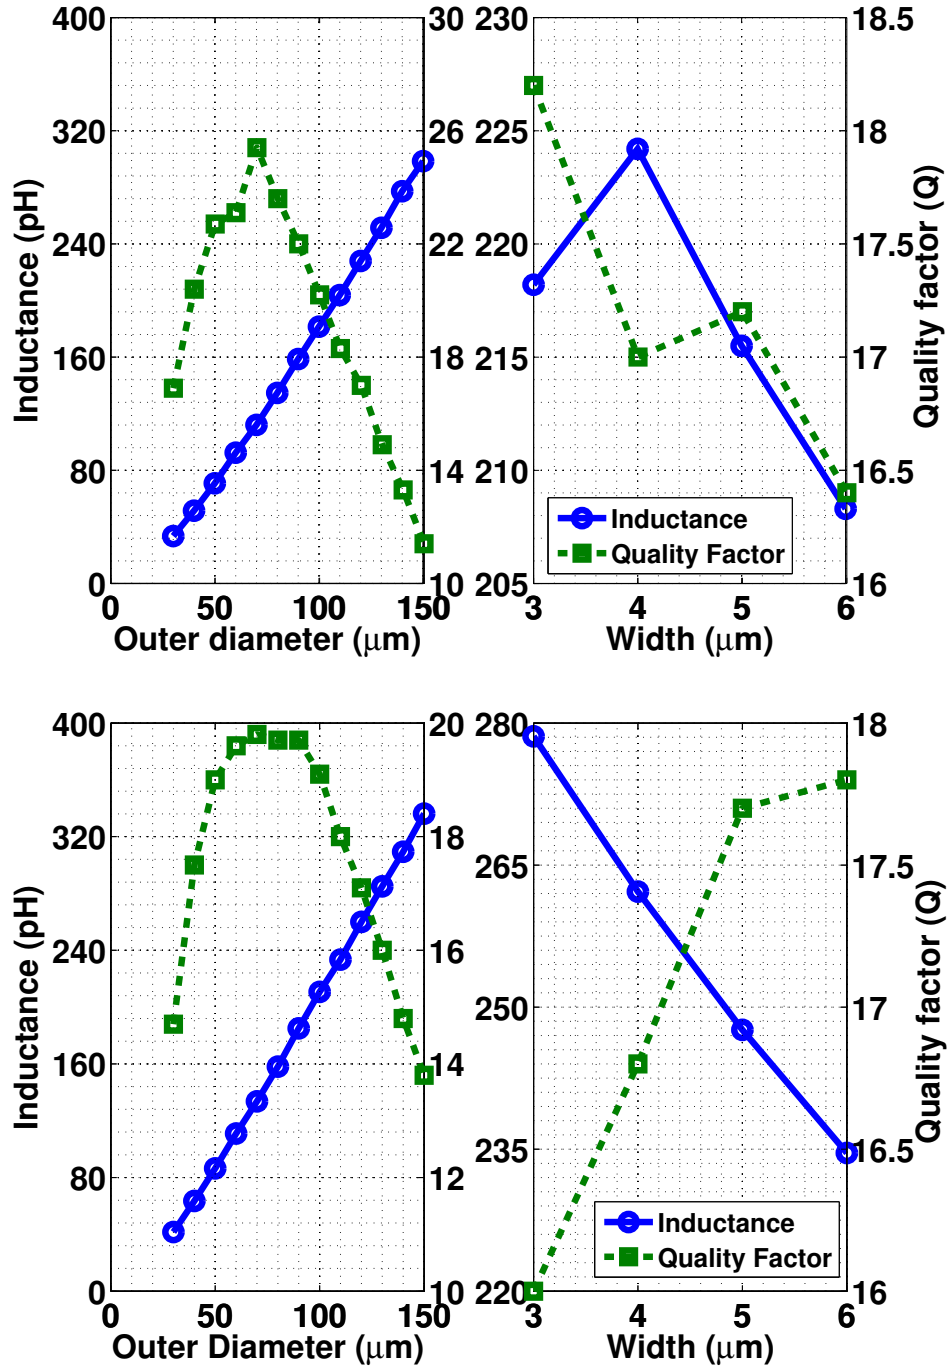 400
320
240
160
80
0
Inductance (pH)
30
26
22
18
14
10
0 50 100 150
Outer diameter (μm)
230
225
220
215
210
205
18.5
18
17.5
17
16.5
16
Quality factor (Q)
Inductance
Quality Factor
3 4 5 6
Width (μm)
400
320
240
160
80
0
Inductance (pH)
20
18
16
14
12
10
0 50 100 150
Outer Diameter (μm)
280
265
250
235
220
18
17.5
17
16.5
16
Quality factor (Q)
Inductance
Quality Factor
3 4 5 6
Width (μm)